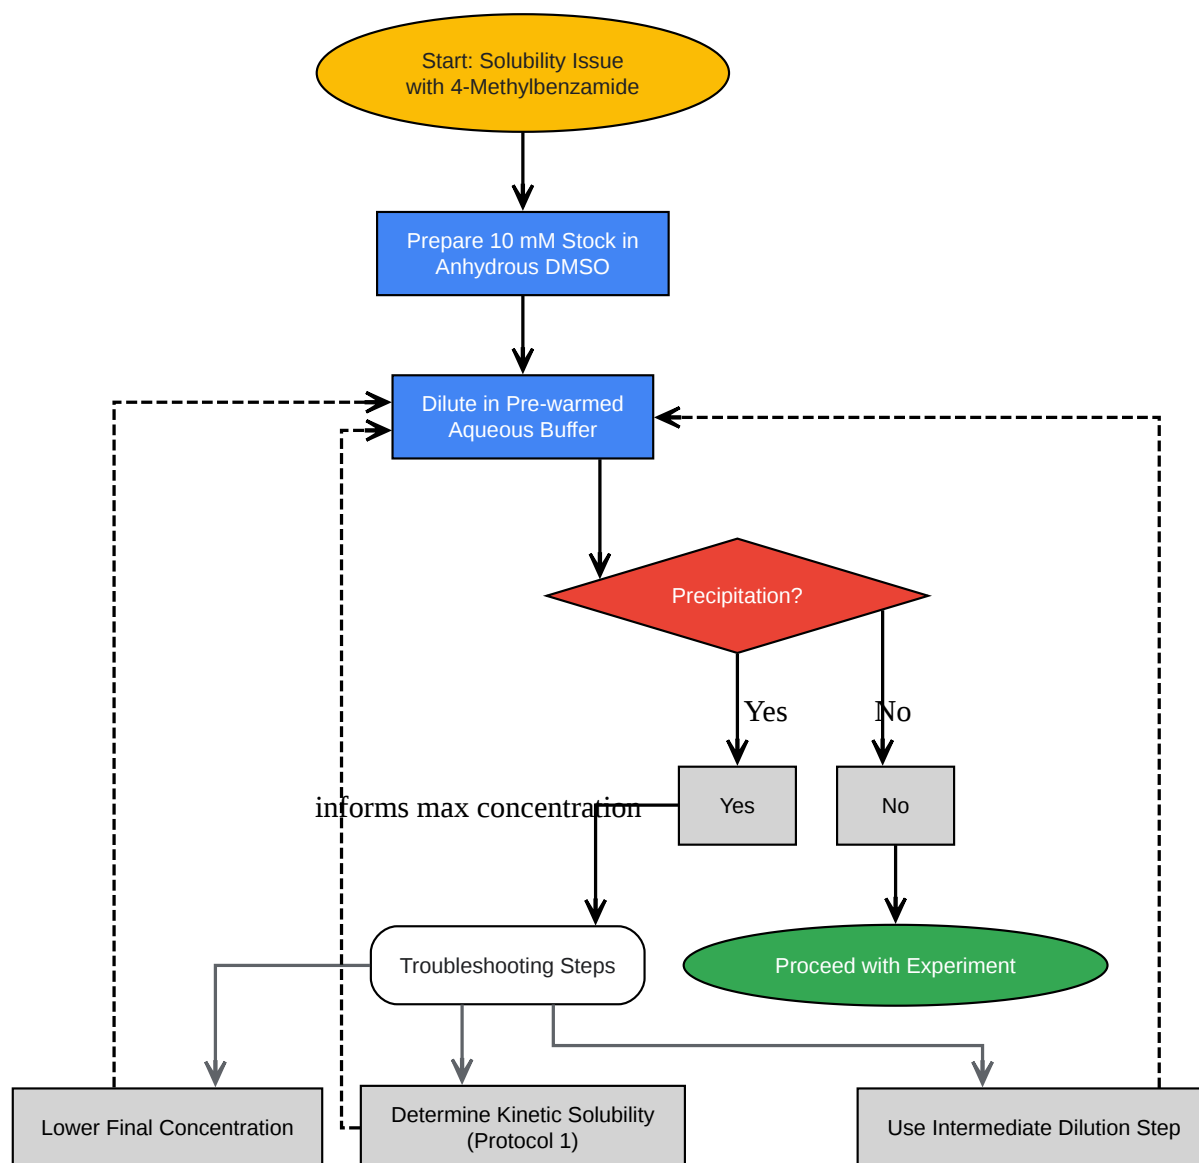 Start: Solubility Issue
with 4-Methylbenzamide
Prepare 10 mM Stock in
Anhydrous DMSO
Dilute in Pre-warmed
Aqueous Buffer
Precipitation?
Yes
No
informs max concentration
Yes
No
Troubleshooting Steps
Proceed with Experiment
Lower Final Concentration
Determine Kinetic Solubility
(Protocol 1)
Use Intermediate Dilution Step